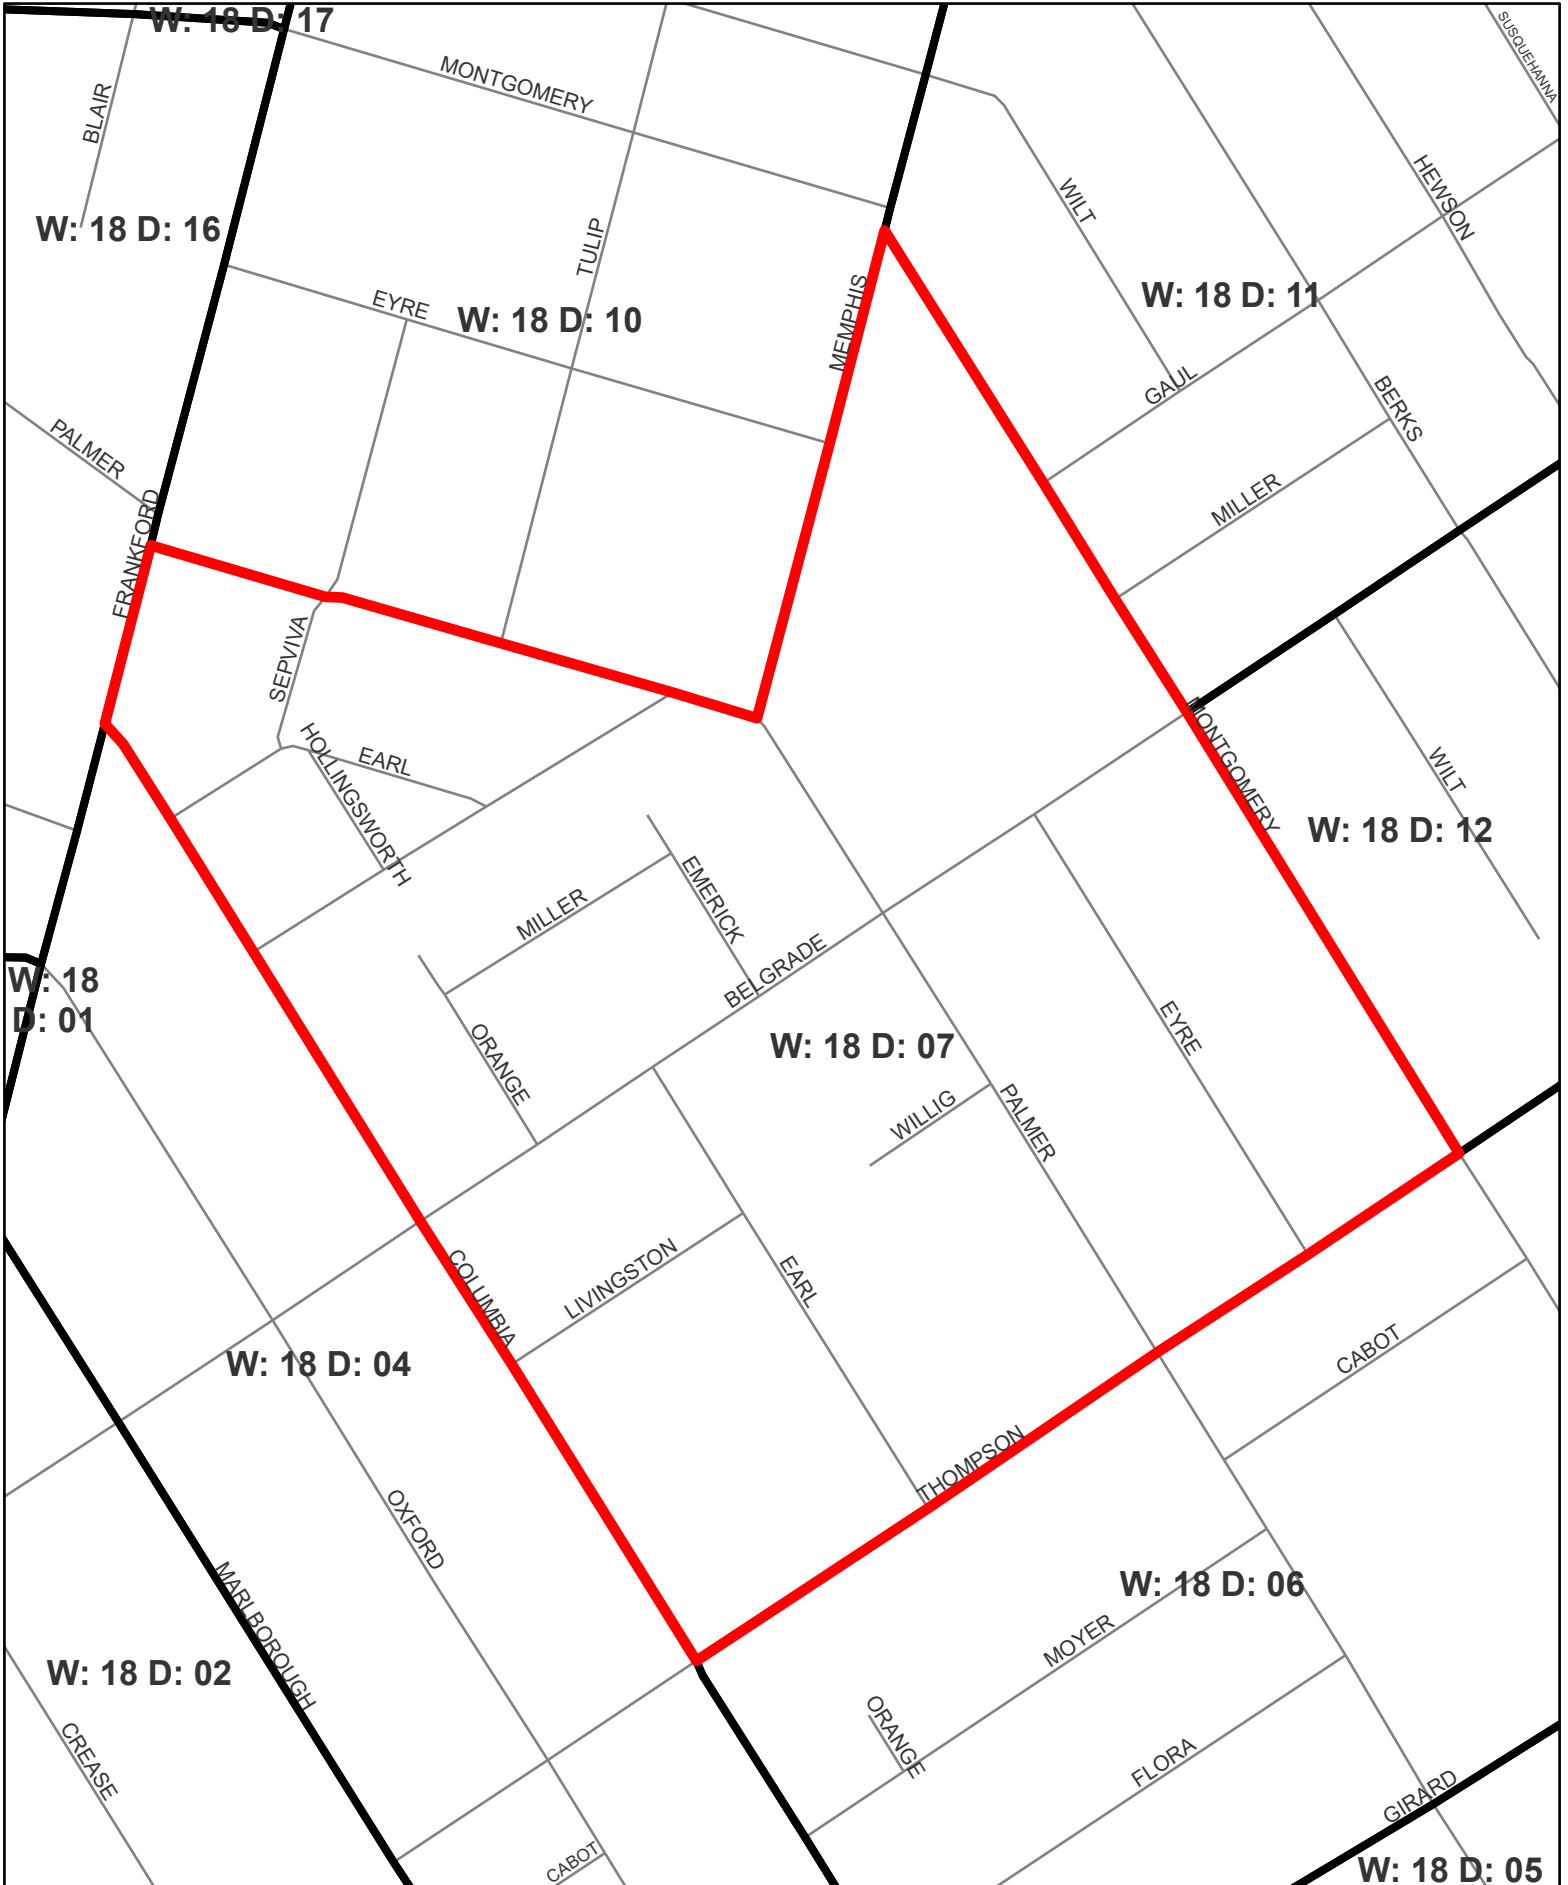 W: 18 D: 17
SUSQUEHANNA
MONTGOMERY
BLAIR
HEWSON
WILT
W: 18 D: 16
TULIP
MEMPHIS
W: 18 D: 11
EYRE
W: 18 D: 10
GAUL
BERKS
PALMER
MILLER
FRANKFORD
SEPVIVA
MONTGOMERY
HOLLINGSWORTH
EARL
WILT
W: 18 D: 12
EMERICK
MILLER
BELGRADE
W: 18
D: 01
ORANGE
EYRE
W: 18 D: 07
WILLIG
PALMER
COLUMBIA
LIVINGSTON
EARL
W: 18 D: 04
CABOT
THOMPSON
OXFORD
MARLBOROUGH
W: 18 D: 06
MOYER
W: 18 D: 02
ORANGE
CREASE
FLORA
GIRARD
CABOT
W: 18 D: 05